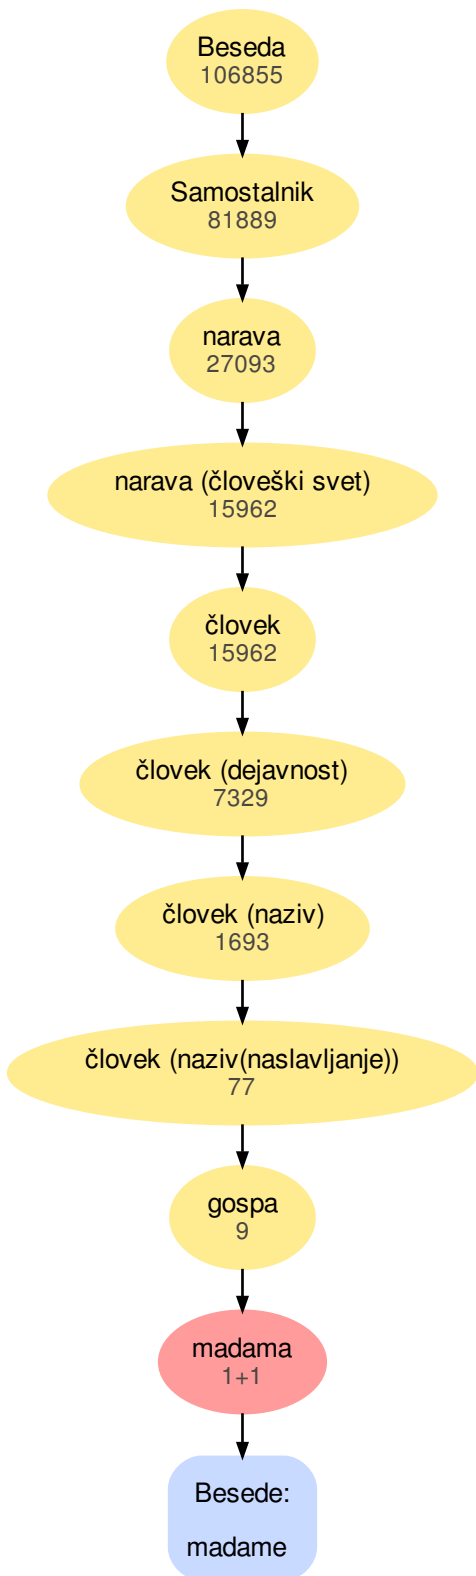 Beseda
106855
Samostalnik
81889
narava
27093
narava (človeški svet)
15962
človek
15962
človek (dejavnost)
7329
človek (naziv)
1693
človek (naziv(naslavljanje))
77
gospa
9
madama
1+1
Besede:
madame